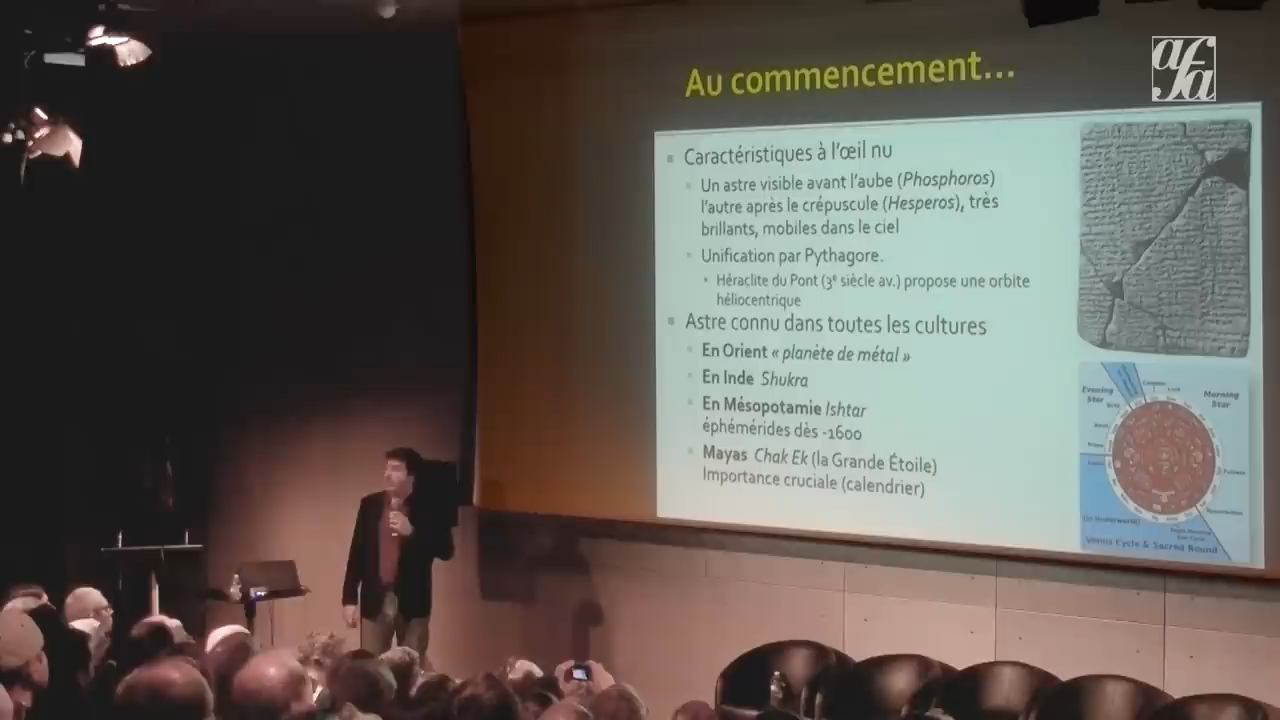 afa
Au commencement...
Caractéristiques à l'œil nu
Un astre visible avant l'aube (Phosphoros)
l'autre après le crépuscule (Hesperos), très
brillants, mobiles dans le ciel
Unification par Pythagore.
Héraclite du Pont (3e siècle av.) propose une orbite
héliocentrique
Astre connu dans toutes les cultures
En Orient « planète de métal »
En Inde Shukra
En Mésopotamie Ishtar
éphémérides dès -1600
Mayas Chak Ek (la Grande Étoile)
Importance cruciale (calendrier)
Evening
Star
Morning
Star
Venus Cycle & Sacred Round